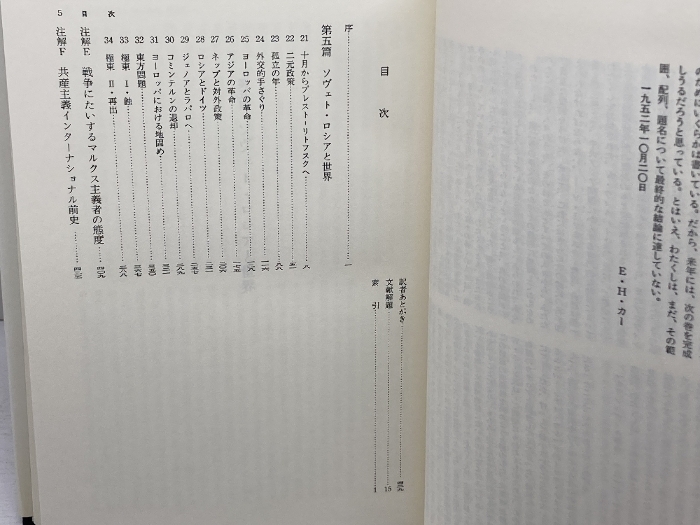 いくらかは書いている。だから、来年には、次の巻を完成
しうるだろうと思っている。とはいえ、わたくしは、まだ、その範
囲、配列、題名について最終的な結論に達していない。
一九五二年一〇月二〇日
E・H・カー
目次
序……一
第五篇 ソヴェト・ロシアと世界
21 十月からブレスト＝リトフスクへ……八
22 二元政策
23 孤立の年……八八
24 外交的手さぐり……一一六
25 ヨーロッパの革命
26 アジアの革命
27 ネップと対外政策
28 ロシアとドイツ
29 ジェノアとラパロへ
30 コミンテルンの退却
31 ヨーロッパにおける地固め
32 東方問題
33 極東 Ⅰ・蝕
34 極東 Ⅱ・再出
注解E 戦争にたいするマルクス主義者の態度……四〇九
注解F 共産主義インターナショナル前史
訳者あとがき
文献解題……15
索引……1
5 目次